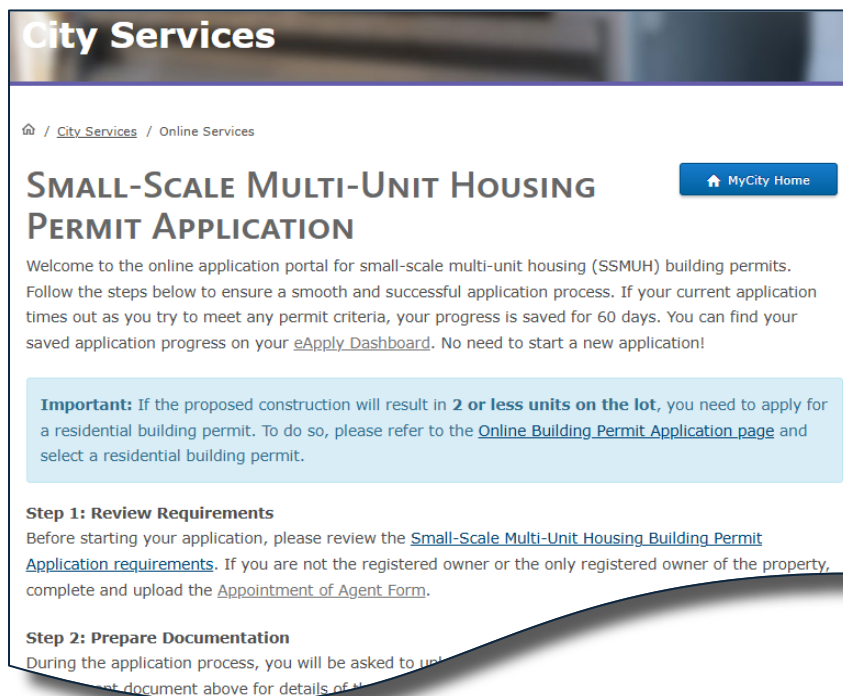 City Services
/ City Services / Online Services
Small-Scale Multi-Unit Housing
Permit Application
MyCity Home
Welcome to the online application portal for small-scale multi-unit housing (SSMUH) building permits.
Follow the steps below to ensure a smooth and successful application process. If your current application
times out as you try to meet any permit criteria, your progress is saved for 60 days. You can find your
saved application progress on your eApply Dashboard. No need to start a new application!
Important: If the proposed construction will result in 2 or less units on the lot, you need to apply for
a residential building permit. To do so, please refer to the Online Building Permit Application page and
select a residential building permit.
Step 1: Review Requirements
Before starting your application, please review the Small-Scale Multi-Unit Housing Building Permit
Application requirements. If you are not the registered owner or the only registered owner of the property,
complete and upload the Appointment of Agent Form.
Step 2: Prepare Documentation
During the application process, you will be asked to
document above for details of